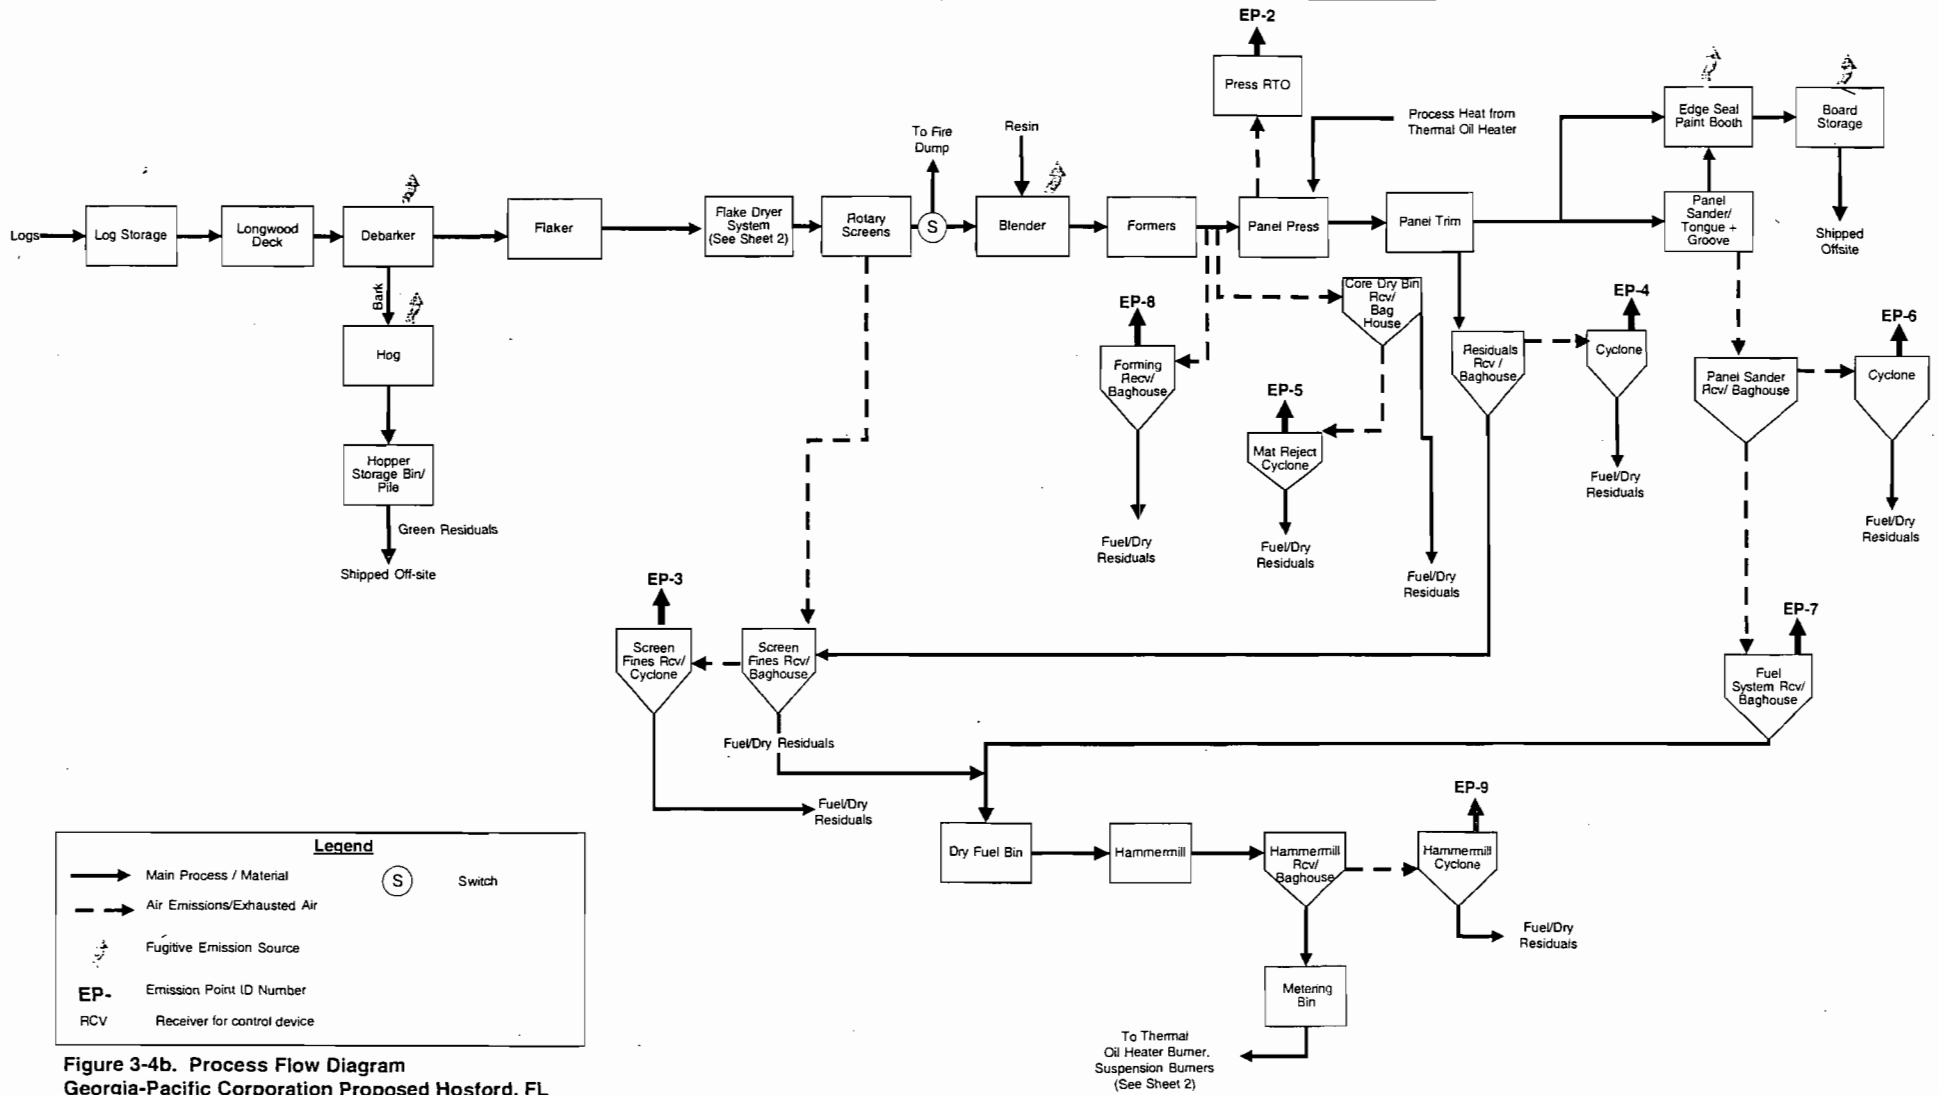 EP-2
Press RTO
Process Heat from
Thermal Oil Heater
Edge Seal
Paint Booth
Board
Storage
To Fire
Dump
Resin
Logs
Log Storage
Longwood
Deck
Debarker
Flaker
Flake Dryer
System
(See Sheet 2)
Rotary
Screens
S
Blender
Formers
Panel Press
Panel Trim
Panel
Sander/
Tongue +
Groove
Shipped
Offsite
Bark
Hog
Hopper
Storage Bin/
Pile
Green Residuals
Shipped Off-site
EP-8
Forming
Recv/
Baghouse
Fuel/Dry
Residuals
Core Dry Bin
Rcv/
Bag
House
EP-5
Mat Reject
Cyclone
Fuel/Dry
Residuals
Fuel/Dry
Residuals
Residuals
Rcv /
Baghouse
EP-4
Cyclone
Fuel/Dry
Residuals
Panel Sander
Rcv/ Baghouse
EP-6
Cyclone
Fuel/Dry
Residuals
EP-3
Screen
Fines Rcv/
Cyclone
Screen
Fines Rcv/
Baghouse
Fuel/Dry Residuals
Fuel/Dry
Residuals
EP-7
Fuel
System Rcv/
Baghouse
Dry Fuel Bin
Hammermill
Hammermill
Rcv/
Baghouse
EP-9
Hammermill
Cyclone
Fuel/Dry
Residuals
Metering
Bin
To Thermal
Oil Heater Burner.
Suspension Burners
(See Sheet 2)
Legend
Main Process / Material
S
Switch
Air Emissions/Exhausted Air
Fugitive Emission Source
EP-
Emission Point ID Number
RCV
Receiver for control device
Figure 3-4b. Process Flow Diagram
Georgia-Pacific Corporation Proposed Hosford, FL